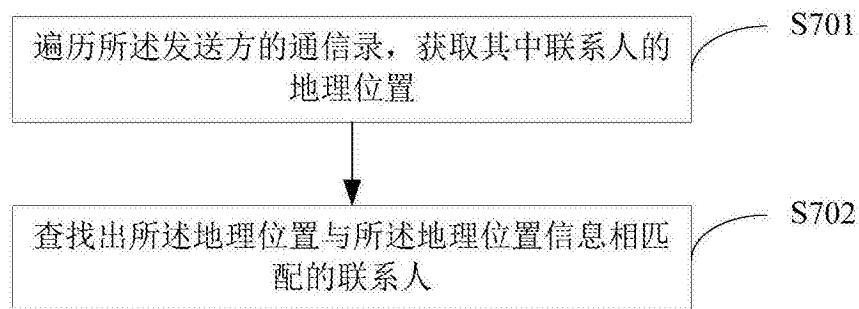 遍历所述发送方的通信录，获取其中联系人的
地理位置
S701
查找出所述地理位置与所述地理位置信息相匹
配的联系人
S702